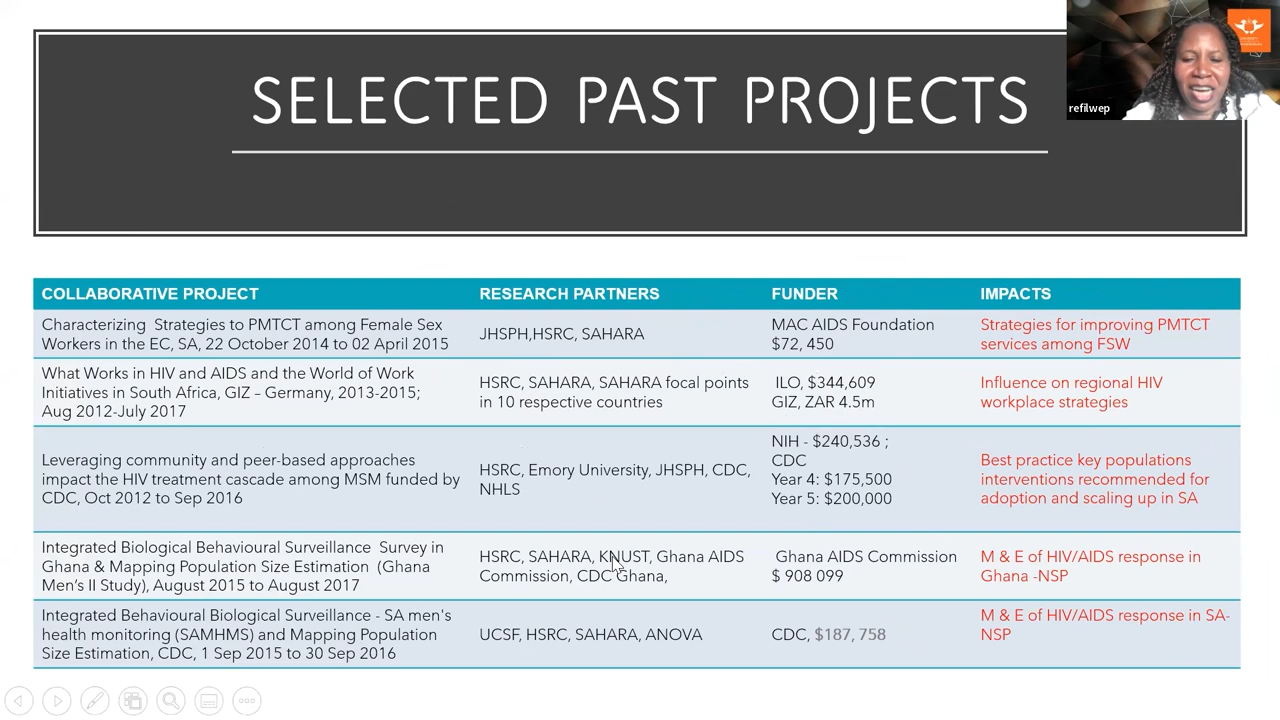 SELECTED PAST PROJECTS
refilwep
COLLABORATIVE PROJECT
RESEARCH PARTNERS
FUNDER
IMPACTS
Characterizing Strategies to PMTCT among Female Sex
Workers in the EC, SA, 22 October 2014 to 02 April 2015
JHSPH,HSRC, SAHARA
MAC AIDS Foundation
$72, 450
Strategies for improving PMTCT
services among FSW
What Works in HIV and AIDS and the World of Work
Initiatives in South Africa, GIZ – Germany, 2013-2015;
Aug 2012-July 2017
HSRC, SAHARA, SAHARA focal points
in 10 respective countries
ILO, $344,609
GIZ, ZAR 4.5m
Influence on regional HIV
workplace strategies
Leveraging community and peer-based approaches
impact the HIV treatment cascade among MSM funded by
CDC, Oct 2012 to Sep 2016
HSRC, Emory University, JHSPH, CDC,
NHLS
NIH - $240,536 ;
CDC
Year 4: $175,500
Year 5: $200,000
Best practice key populations
interventions recommended for
adoption and scaling up in SA
Integrated Biological Behavioural Surveillance Survey in
Ghana & Mapping Population Size Estimation (Ghana
Men’s II Study), August 2015 to August 2017
HSRC, SAHARA, KNUST, Ghana AIDS
Commission, CDC Ghana,
Ghana AIDS Commission
$ 908 099
M & E of HIV/AIDS response in
Ghana -NSP
Integrated Behavioural Biological Surveillance - SA men's
health monitoring (SAMHMS) and Mapping Population
Size Estimation, CDC, 1 Sep 2015 to 30 Sep 2016
UCSF, HSRC, SAHARA, ANOVA
CDC, $187, 758
M & E of HIV/AIDS response in SA-
NSP